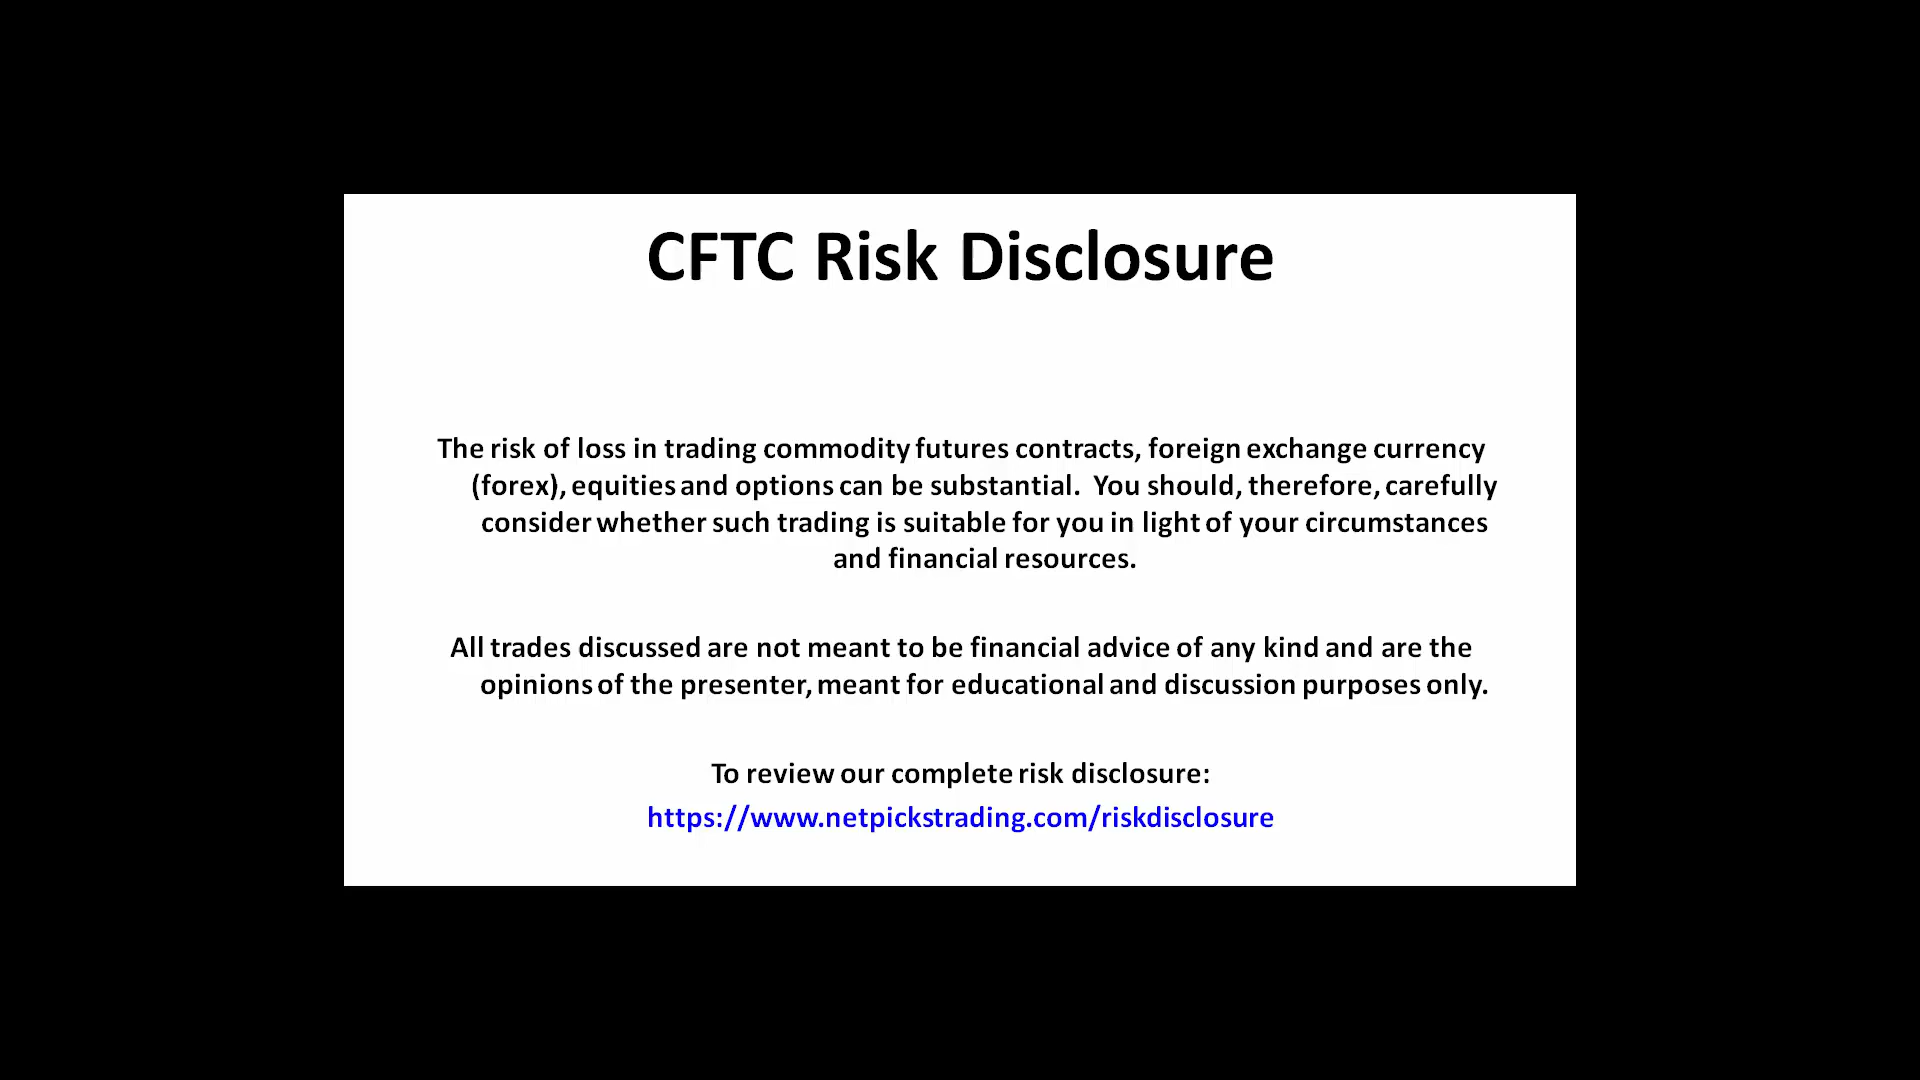 CFTC Risk Disclosure
The risk of loss in trading commodity futures contracts, foreign exchange currency
(forex), equities and options can be substantial.  You should, therefore, carefully
consider whether such trading is suitable for you in light of your circumstances
and financial resources.
All trades discussed are not meant to be financial advice of any kind and are the
opinions of the presenter, meant for educational and discussion purposes only.
To review our complete risk disclosure:
https://www.netpickstrading.com/riskdisclosure